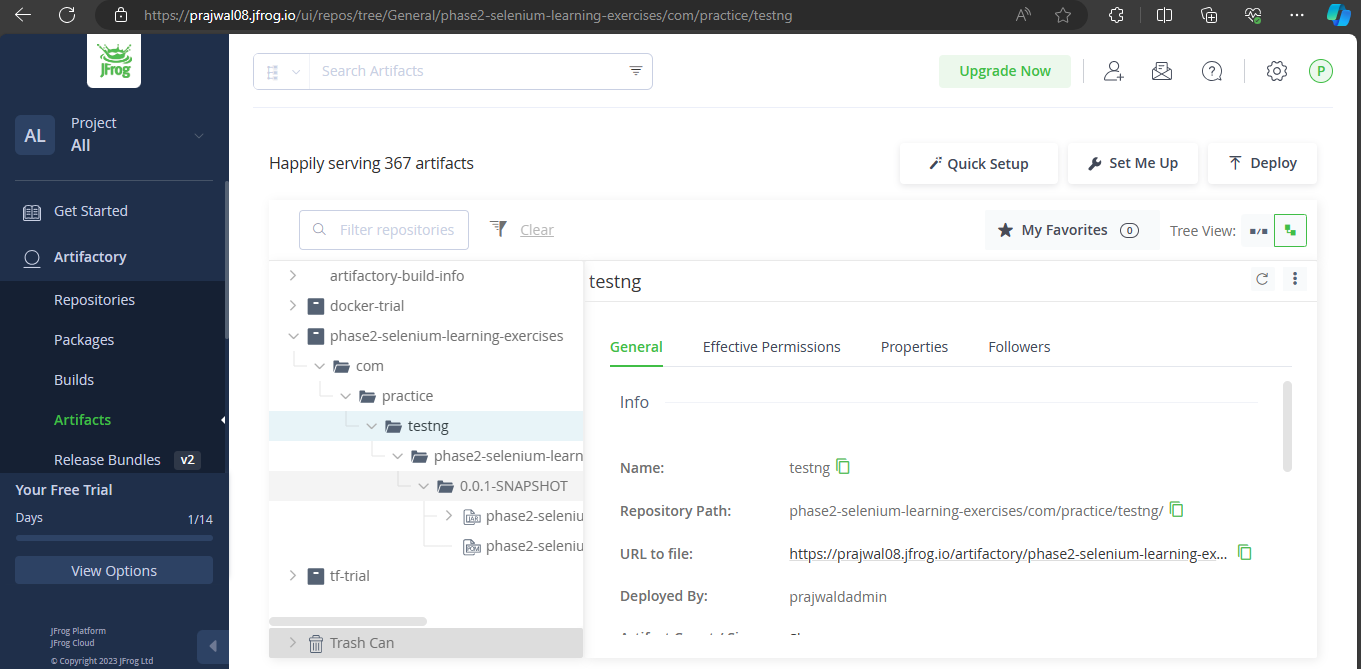 https://prajwal08.jfrog.io/ui/repos/tree/General/phase2-selenium-learning-exercises/com/practice/testng
JFrog
Search Artifacts
Upgrade Now
P
AL
Project
All
Get Started
Artifactory
Repositories
Packages
Builds
Artifacts
Release Bundles v2
Your Free Trial
Days 1/14
View Options
JFrog Platform
JFrog Cloud
© Copyright 2023 JFrog Ltd
Happily serving 367 artifacts
Quick Setup
Set Me Up
Deploy
Filter repositories
Clear
My Favorites 0
Tree View:
artifactory-build-info
docker-trial
phase2-selenium-learning-exercises
com
practice
testng
phase2-selenium-learn
0.0.1-SNAPSHOT
JAR phase2-seleniu
POM phase2-seleniu
tf-trial
Trash Can
testng
General Effective Permissions Properties Followers
Info
Name: testng
Repository Path: phase2-selenium-learning-exercises/com/practice/testng/
URL to file: https://prajwal08.jfrog.io/artifactory/phase2-selenium-learning-ex...
Deployed By: prajwaldadmin